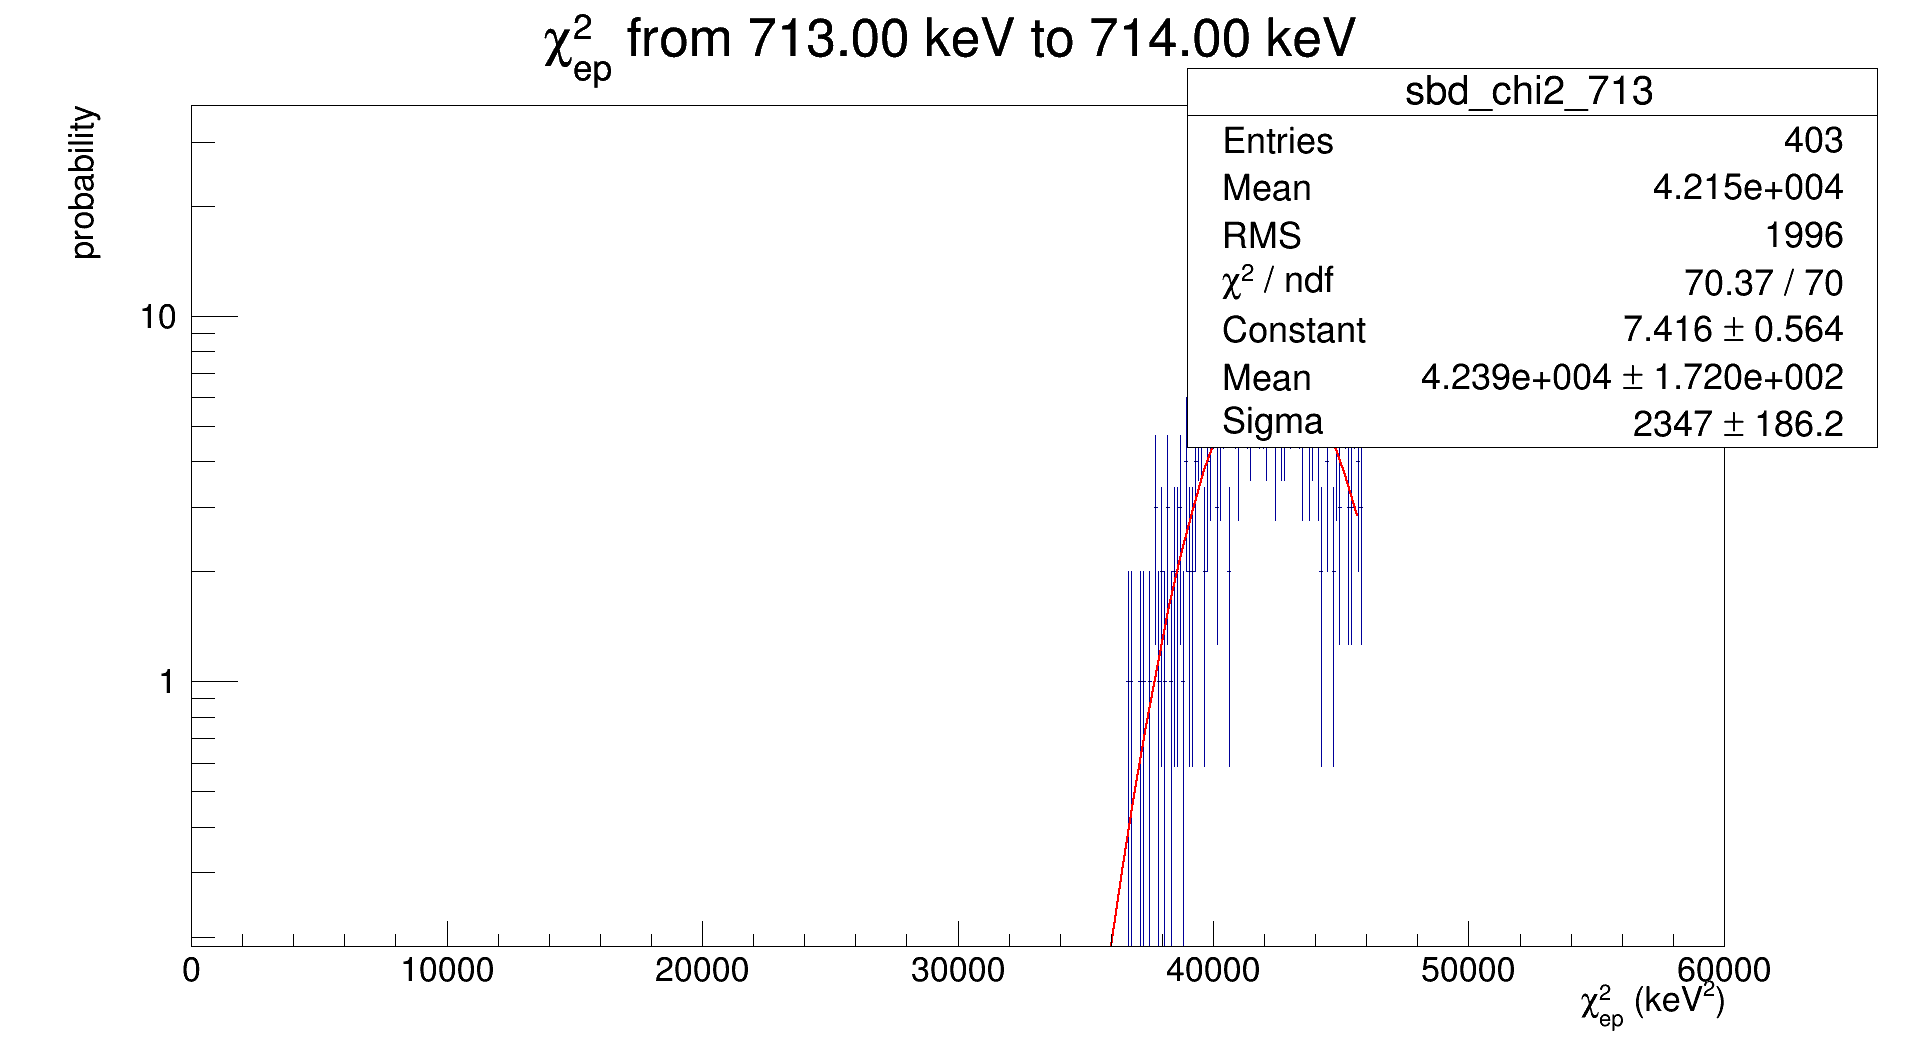 χ²ep from 713.00 keV to 714.00 keV
probability
sbd_chi2_713
Entries 403
Mean 4.215e+004
RMS 1996
χ² / ndf 70.37 / 70
Constant 7.416 ± 0.564
Mean 4.239e+004 ± 1.720e+002
Sigma 2347 ± 186.2
10
1
0 10000 20000 30000 40000 50000 60000
χ²ep (keV²)